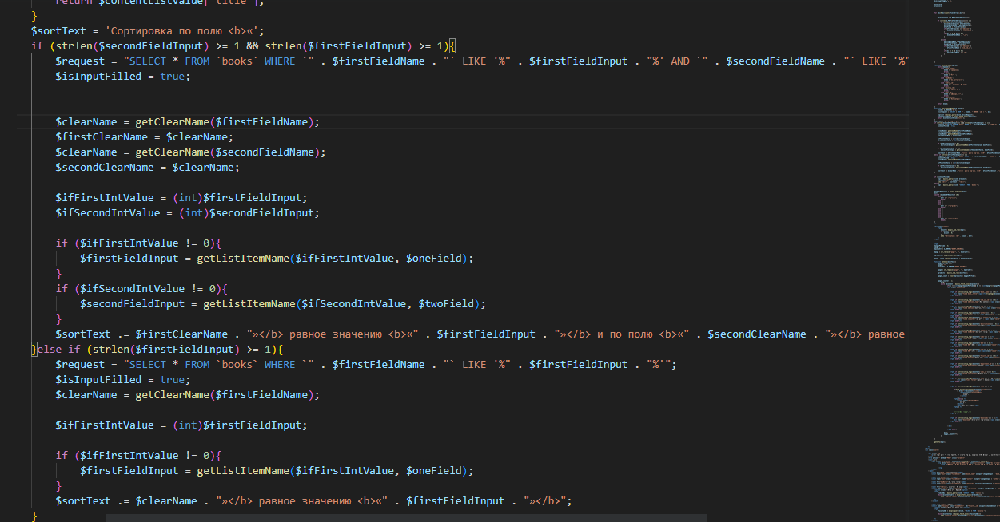 return $contentListValue['title'];
}
$sortText = 'Сортировка по полю <b>«';
if (strlen($secondFieldInput) >= 1 && strlen($firstFieldInput) >= 1){
$request = "SELECT * FROM `books` WHERE `" . $firstFieldName . "` LIKE '%" . $firstFieldInput . "%' AND `" . $secondFieldName . "` LIKE '%"
$isInputFilled = true;
$clearName = getClearName($firstFieldName);
$firstClearName = $clearName;
$clearName = getClearName($secondFieldName);
$secondClearName = $clearName;
$ifFirstIntValue = (int)$firstFieldInput;
$ifSecondIntValue = (int)$secondFieldInput;
if ($ifFirstIntValue != 0){
$firstFieldInput = getListItemName($ifFirstIntValue, $oneField);
}
if ($ifSecondIntValue != 0){
$secondFieldInput = getListItemName($ifSecondIntValue, $twoField);
}
$sortText .= $firstClearName . "»</b> равное значению <b>«" . $firstFieldInput . "»</b> и по полю <b>«" . $secondClearName . "»</b> равное
}else if (strlen($firstFieldInput) >= 1){
$request = "SELECT * FROM `books` WHERE `" . $firstFieldName . "` LIKE '%" . $firstFieldInput . "%'";
$isInputFilled = true;
$clearName = getClearName($firstFieldName);
$ifFirstIntValue = (int)$firstFieldInput;
if ($ifFirstIntValue != 0){
$firstFieldInput = getListItemName($ifFirstIntValue, $oneField);
}
$sortText .= $clearName . "»</b> равное значению <b>«" . $firstFieldInput . "»</b>";
}